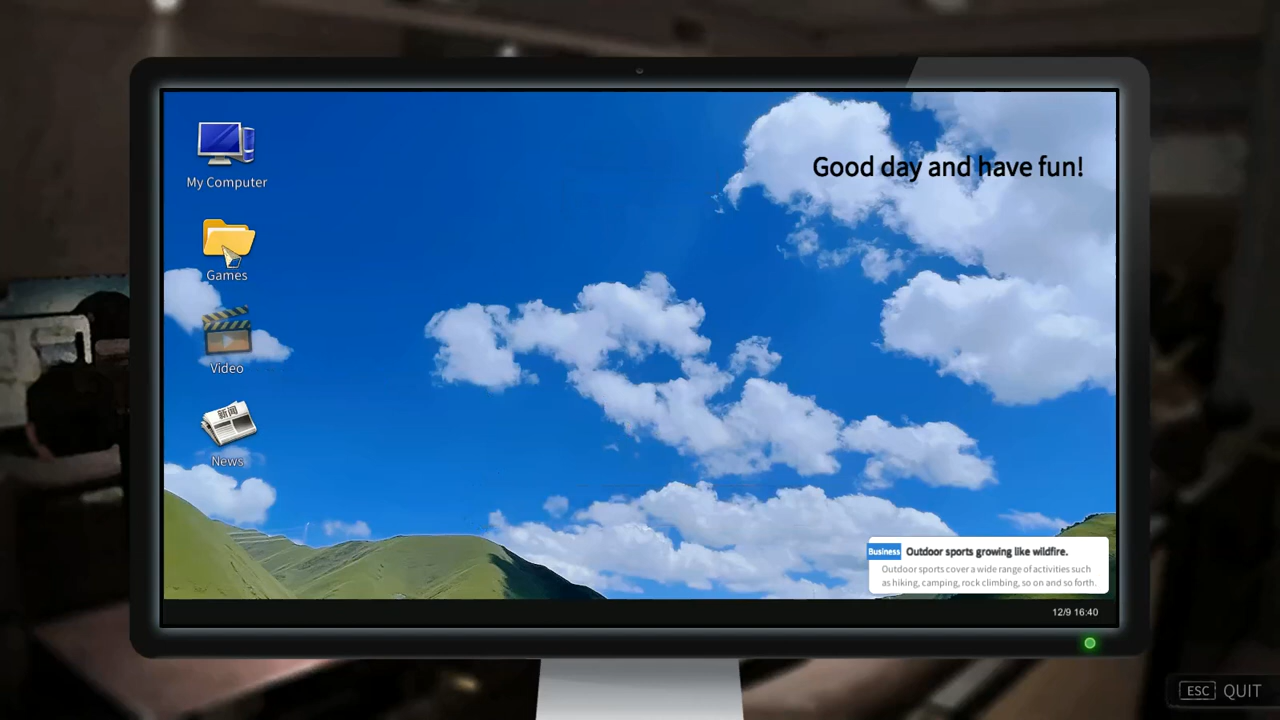 My Computer
Games
Video
新闻
News
Good day and have fun!
Business Outdoor sports growing like wildfire.
Outdoor sports cover a wide range of activities such
as hiking, camping, rock climbing, so on and so forth.
12/9 16:40
ESC QUIT